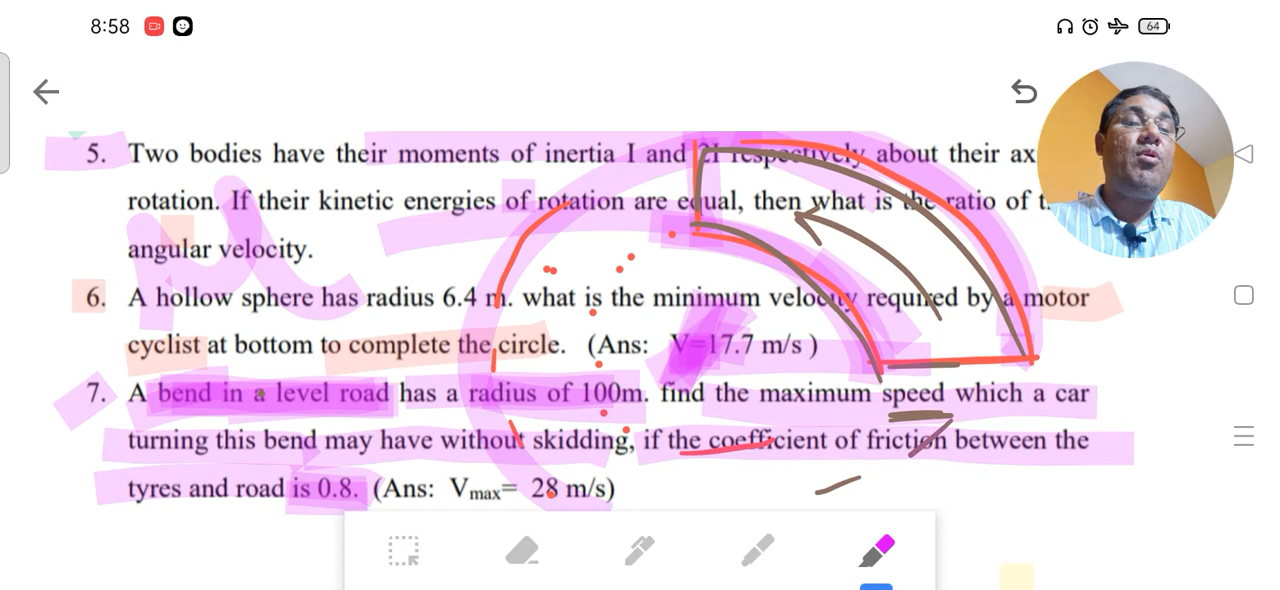 8:58
64
5. Two bodies have their moments of inertia I and 2I respectively about their ax
rotation. If their kinetic energies of rotation are equal, then what is the ratio of t
angular velocity.
6. A hollow sphere has radius 6.4 m. what is the minimum velocity required by a motor
cyclist at bottom to complete the circle. (Ans: V=17.7 m/s )
7. A bend in a level road has a radius of 100m. find the maximum speed which a car
turning this bend may have without skidding, if the coefficient of friction between the
tyres and road is 0.8. (Ans: Vmax= 28 m/s)